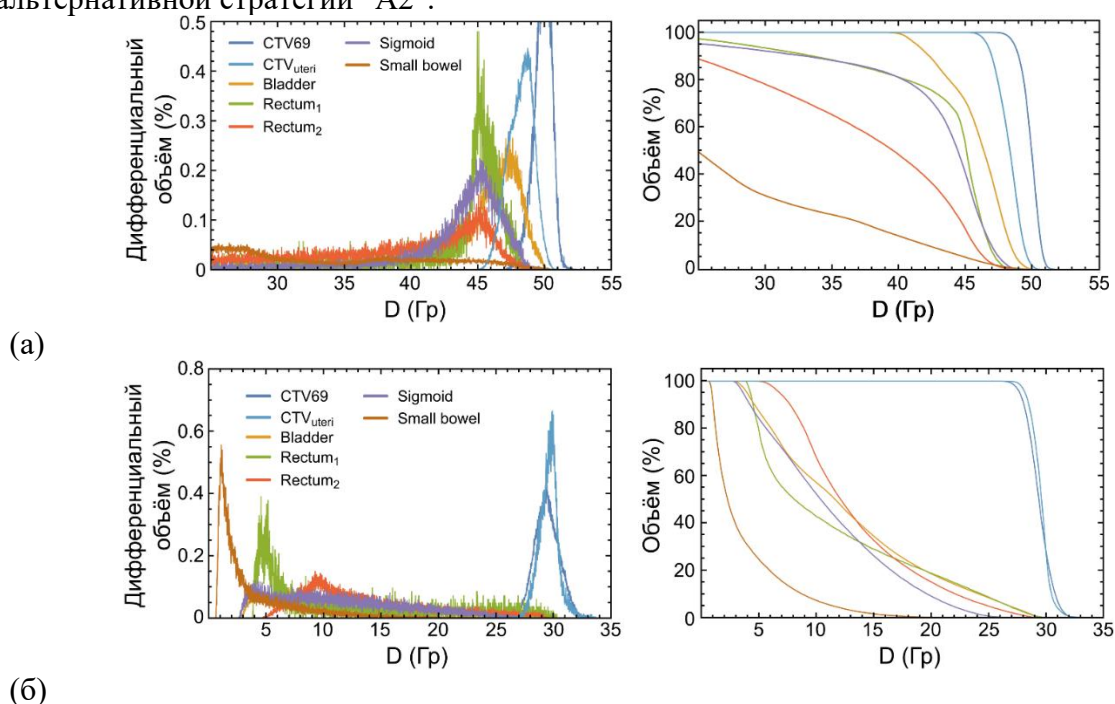 альтернативной стратегии "A2".
Дифференциальный
объём (%)
0.5
0.4
0.3
0.2
0.1
0
CTV69
CTVuteri
Bladder
Rectum1
Rectum2
Sigmoid
Small bowel
30 35 40 45 50 55
D (Гр)
Объём (%)
100
80
60
40
20
0
30 35 40 45 50 55
D (Гр)
(а)
Дифференциальный
объём (%)
0.8
0.6
0.4
0.2
0
CTV69
CTVuteri
Bladder
Rectum1
Rectum2
Sigmoid
Small bowel
5 10 15 20 25 30 35
D (Гр)
Объём (%)
100
80
60
40
20
0
5 10 15 20 25 30 35
D (Гр)
(б)